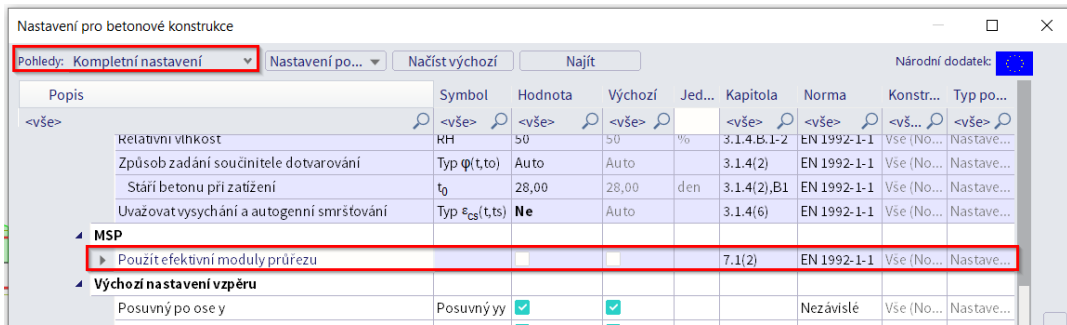 Nastavení pro betonové konstrukce
Pohledy: Kompletní nastavení Nastavení po... Načíst výchozí Najít Národní dodatek:
Popis Symbol Hodnota Výchozí Jed... Kapitola Norma Konstr... Typ po...
<vše> <vše> <vše> <vše> <vše> <vše> <vš... <vše>
Relativní vlhkost RH 50 50 % 3.1.4.B.1-2 EN 1992-1-1 Vše (No... Nastave...
Způsob zadání součinitele dotvarování Typ φ(t,to) Auto Auto 3.1.4(2) EN 1992-1-1 Vše (No... Nastave...
Stáří betonu při zatížení t0 28,00 28,00 den 3.1.4(2),B1 EN 1992-1-1 Vše (No... Nastave...
Uvažovat vysychání a autogenní smršťování Typ εcs(t,ts) Ne Auto 3.1.4(6) EN 1992-1-1 Vše (No... Nastave...
MSP
Použít efektivní moduly průřezu 7.1(2) EN 1992-1-1 Vše (No... Nastave...
Výchozí nastavení vzpěru
Posuvný po ose y Posuvný yy Nezávislé Vše (No... Nastave...